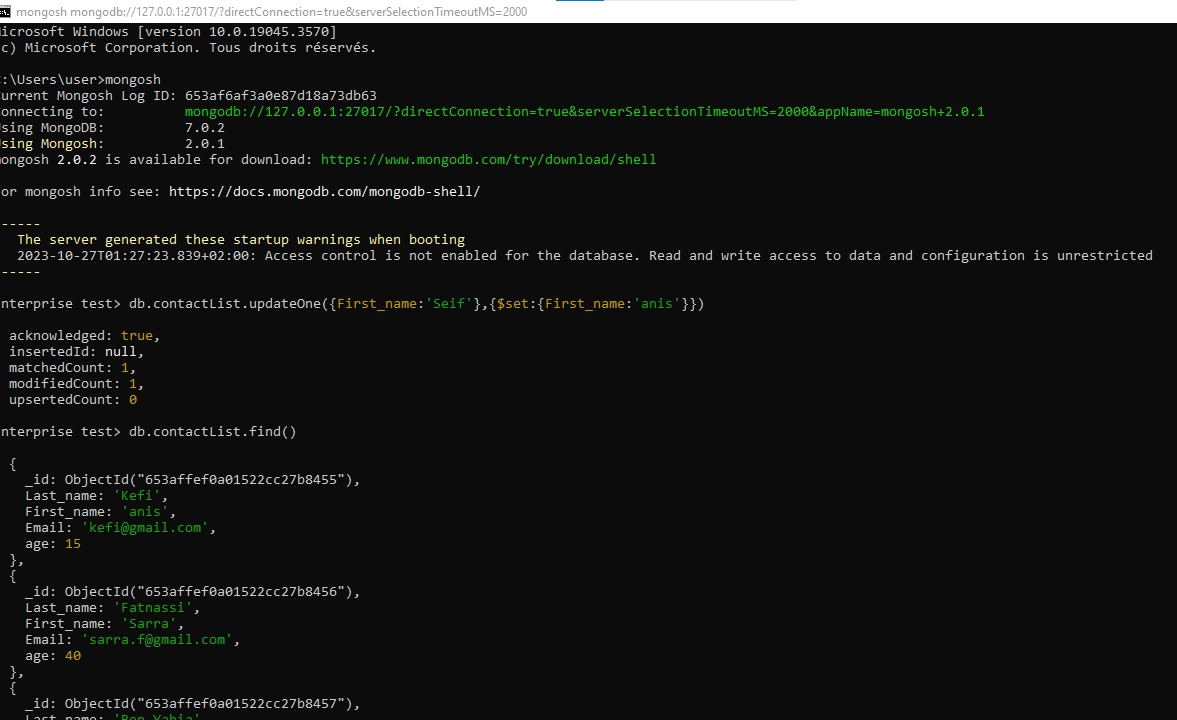 mongosh mongodb://127.0.0.1:27017/?directConnection=true&serverSelectionTimeoutMS=2000
icrosoft Windows [version 10.0.19045.3570]
c) Microsoft Corporation. Tous droits réservés.
:\Users\user>mongosh
urrent Mongosh Log ID: 653af6af3a0e87d18a73db63
onnecting to: mongodb://127.0.0.1:27017/?directConnection=true&serverSelectionTimeoutMS=2000&appName=mongosh+2.0.1
sing MongoDB: 7.0.2
sing Mongosh: 2.0.1
ongosh 2.0.2 is available for download: https://www.mongodb.com/try/download/shell
or mongosh info see: https://docs.mongodb.com/mongodb-shell/
-----
The server generated these startup warnings when booting
2023-10-27T01:27:23.839+02:00: Access control is not enabled for the database. Read and write access to data and configuration is unrestricted
-----
nterprise test> db.contactList.updateOne({First_name:'Seif'},{$set:{First_name:'anis'}})
acknowledged: true,
insertedId: null,
matchedCount: 1,
modifiedCount: 1,
upsertedCount: 0
nterprise test> db.contactList.find()
{
_id: ObjectId("653affef0a01522cc27b8455"),
Last_name: 'Kefi',
First_name: 'anis',
Email: 'kefi@gmail.com',
age: 15
},
{
_id: ObjectId("653affef0a01522cc27b8456"),
Last_name: 'Fatnassi',
First_name: 'Sarra',
Email: 'sarra.f@gmail.com',
age: 40
},
{
_id: ObjectId("653affef0a01522cc27b8457"),
Last_name: 'Ben Yahia',